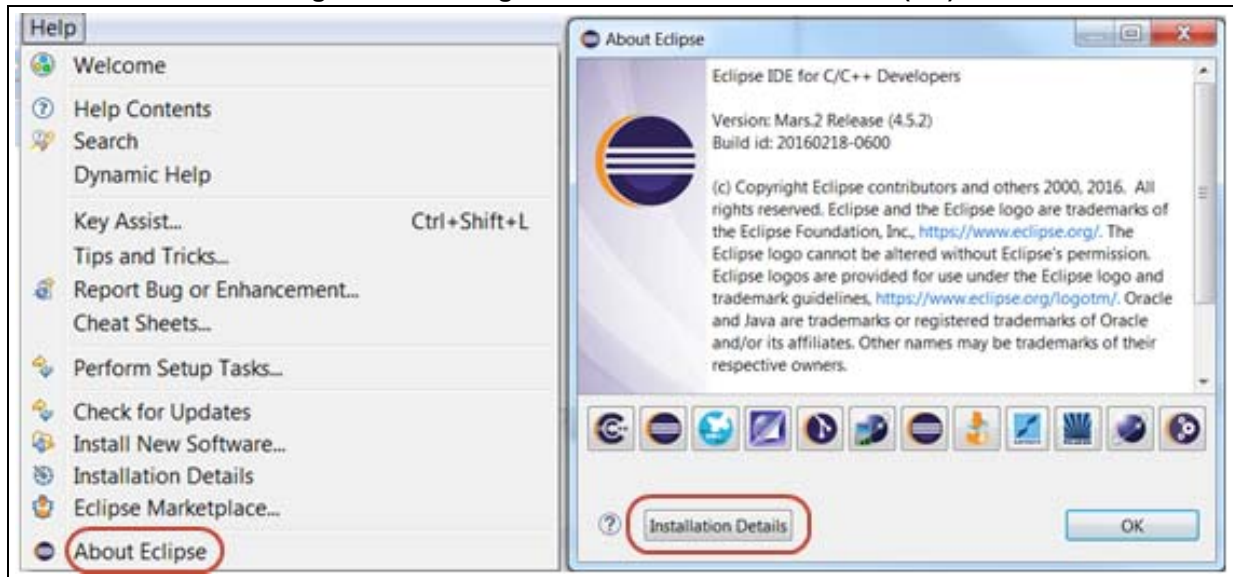 Help
Welcome
Help Contents
Search
Dynamic Help
Key Assist... Ctrl+Shift+L
Tips and Tricks...
Report Bug or Enhancement...
Cheat Sheets...
Perform Setup Tasks...
Check for Updates
Install New Software...
Installation Details
Eclipse Marketplace...
About Eclipse
About Eclipse
Eclipse IDE for C/C++ Developers
Version: Mars.2 Release (4.5.2)
Build id: 20160218-0600
(c) Copyright Eclipse contributors and others 2000, 2016. All
rights reserved. Eclipse and the Eclipse logo are trademarks of
the Eclipse Foundation, Inc., https://www.eclipse.org/. The
Eclipse logo cannot be altered without Eclipse's permission.
Eclipse logos are provided for use under the Eclipse logo and
trademark guidelines, https://www.eclipse.org/logotm/. Oracle
and Java are trademarks or registered trademarks of Oracle
and/or its affiliates. Other names may be trademarks of their
respective owners.
Installation Details
OK